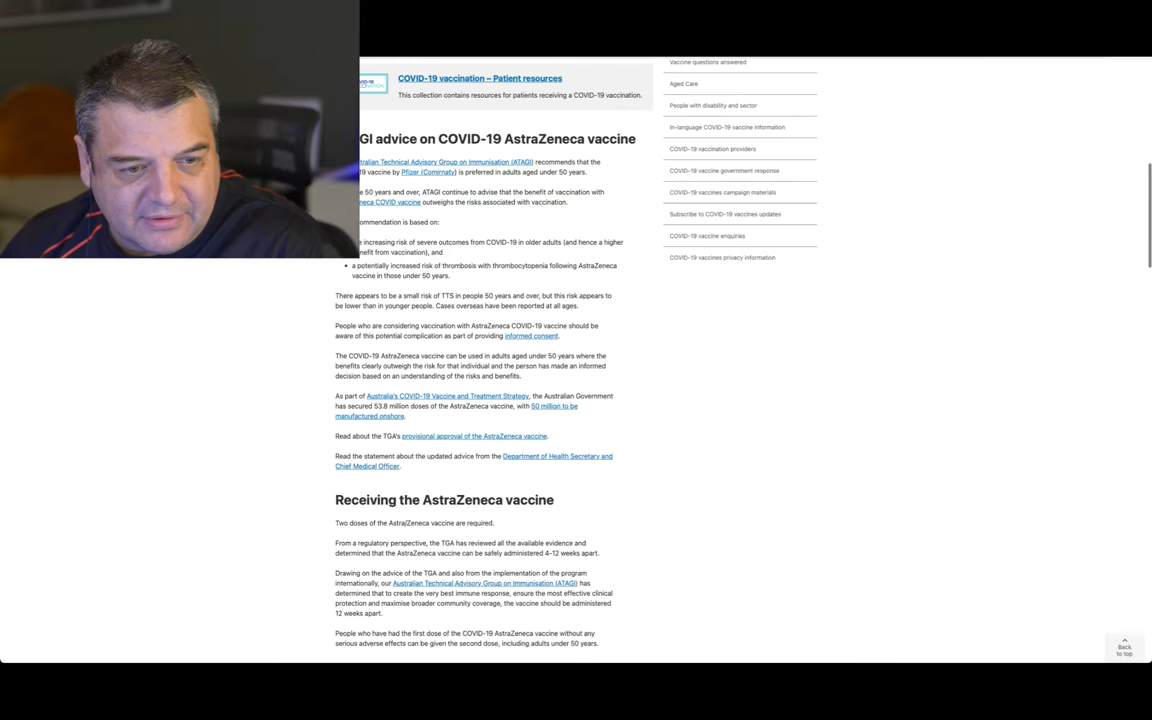 COVID-19 vaccination – Patient resources
This collection contains resources for patients receiving a COVID-19 vaccination.
GI advice on COVID-19 AstraZeneca vaccine
tralian Technical Advisory Group on Immunisation (ATAGI) recommends that the
19 vaccine by Pfizer (Comirnaty) is preferred in adults aged under 50 years.
e 50 years and over, ATAGI continue to advise that the benefit of vaccination with
neca COVID vaccine outweighs the risks associated with vaccination.
ommendation is based on:
e increasing risk of severe outcomes from COVID-19 in older adults (and hence a higher
nefit from vaccination), and
• a potentially increased risk of thrombosis with thrombocytopenia following AstraZeneca
vaccine in those under 50 years.
There appears to be a small risk of TTS in people 50 years and over, but this risk appears to
be lower than in younger people. Cases overseas have been reported at all ages.
People who are considering vaccination with AstraZeneca COVID-19 vaccine should be
aware of this potential complication as part of providing informed consent.
The COVID-19 AstraZeneca vaccine can be used in adults aged under 50 years where the
benefits clearly outweigh the risk for that individual and the person has made an informed
decision based on an understanding of the risks and benefits.
As part of Australia's COVID-19 Vaccine and Treatment Strategy, the Australian Government
has secured 53.8 million doses of the AstraZeneca vaccine, with 50 million to be
manufactured onshore.
Read about the TGA's provisional approval of the AstraZeneca vaccine.
Read the statement about the updated advice from the Department of Health Secretary and
Chief Medical Officer.
Receiving the AstraZeneca vaccine
Two doses of the Astra/Zeneca vaccine are required.
From a regulatory perspective, the TGA has reviewed all the available evidence and
determined that the AstraZeneca vaccine can be safely administered 4-12 weeks apart.
Drawing on the advice of the TGA and also from the implementation of the program
internationally, our Australian Technical Advisory Group on Immunisation (ATAGI) has
determined that to create the very best immune response, ensure the most effective clinical
protection and maximise broader community coverage, the vaccine should be administered
12 weeks apart.
People who have had the first dose of the COVID-19 AstraZeneca vaccine without any
serious adverse effects can be given the second dose, including adults under 50 years.
Vaccine questions answered
Aged Care
People with disability and sector
In-language COVID-19 vaccine information
COVID-19 vaccination providers
COVID-19 vaccine government response
COVID-19 vaccines campaign materials
Subscribe to COVID-19 vaccines updates
COVID-19 vaccine enquiries
COVID-19 vaccines privacy information
Back
to top